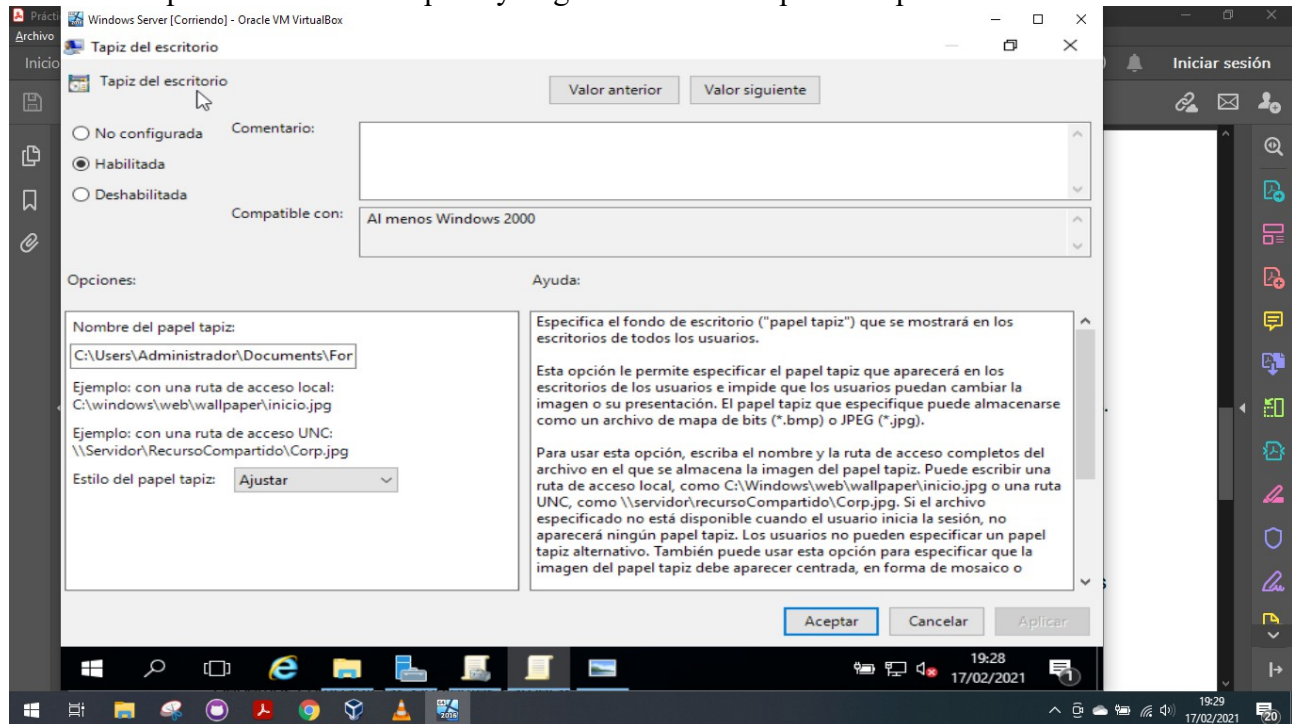 Windows Server [Corriendo] - Oracle VM VirtualBox
Archivo
Tapiz del escritorio
Inicio
Iniciar sesión
Tapiz del escritorio
Valor anterior
Valor siguiente
No configurada
Comentario:
Habilitada
Deshabilitada
Compatible con:
Al menos Windows 2000
Opciones:
Ayuda:
Nombre del papel tapiz:
C:\Users\Administrador\Documents\For
Ejemplo: con una ruta de acceso local:
C:\windows\web\wallpaper\inicio.jpg
Ejemplo: con una ruta de acceso UNC:
\\Servidor\RecursoCompartido\Corp.jpg
Estilo del papel tapiz:
Ajustar
Especifica el fondo de escritorio ("papel tapiz") que se mostrará en los
escritorios de todos los usuarios.
Esta opción le permite especificar el papel tapiz que aparecerá en los
escritorios de los usuarios e impide que los usuarios puedan cambiar la
imagen o su presentación. El papel tapiz que especifique puede almacenarse
como un archivo de mapa de bits (*.bmp) o JPEG (*.jpg).
Para usar esta opción, escriba el nombre y la ruta de acceso completos del
archivo en el que se almacena la imagen del papel tapiz. Puede escribir una
ruta de acceso local, como C:\Windows\web\wallpaper\inicio.jpg o una ruta
UNC, como \\servidor\recursoCompartido\Corp.jpg. Si el archivo
especificado no está disponible cuando el usuario inicia la sesión, no
aparecerá ningún papel tapiz. Los usuarios no pueden especificar un papel
tapiz alternativo. También puede usar esta opción para especificar que la
imagen del papel tapiz debe aparecer centrada, en forma de mosaico o
Aceptar
Cancelar
Aplicar
19:28
17/02/2021
1
2016
19:29
17/02/2021
20